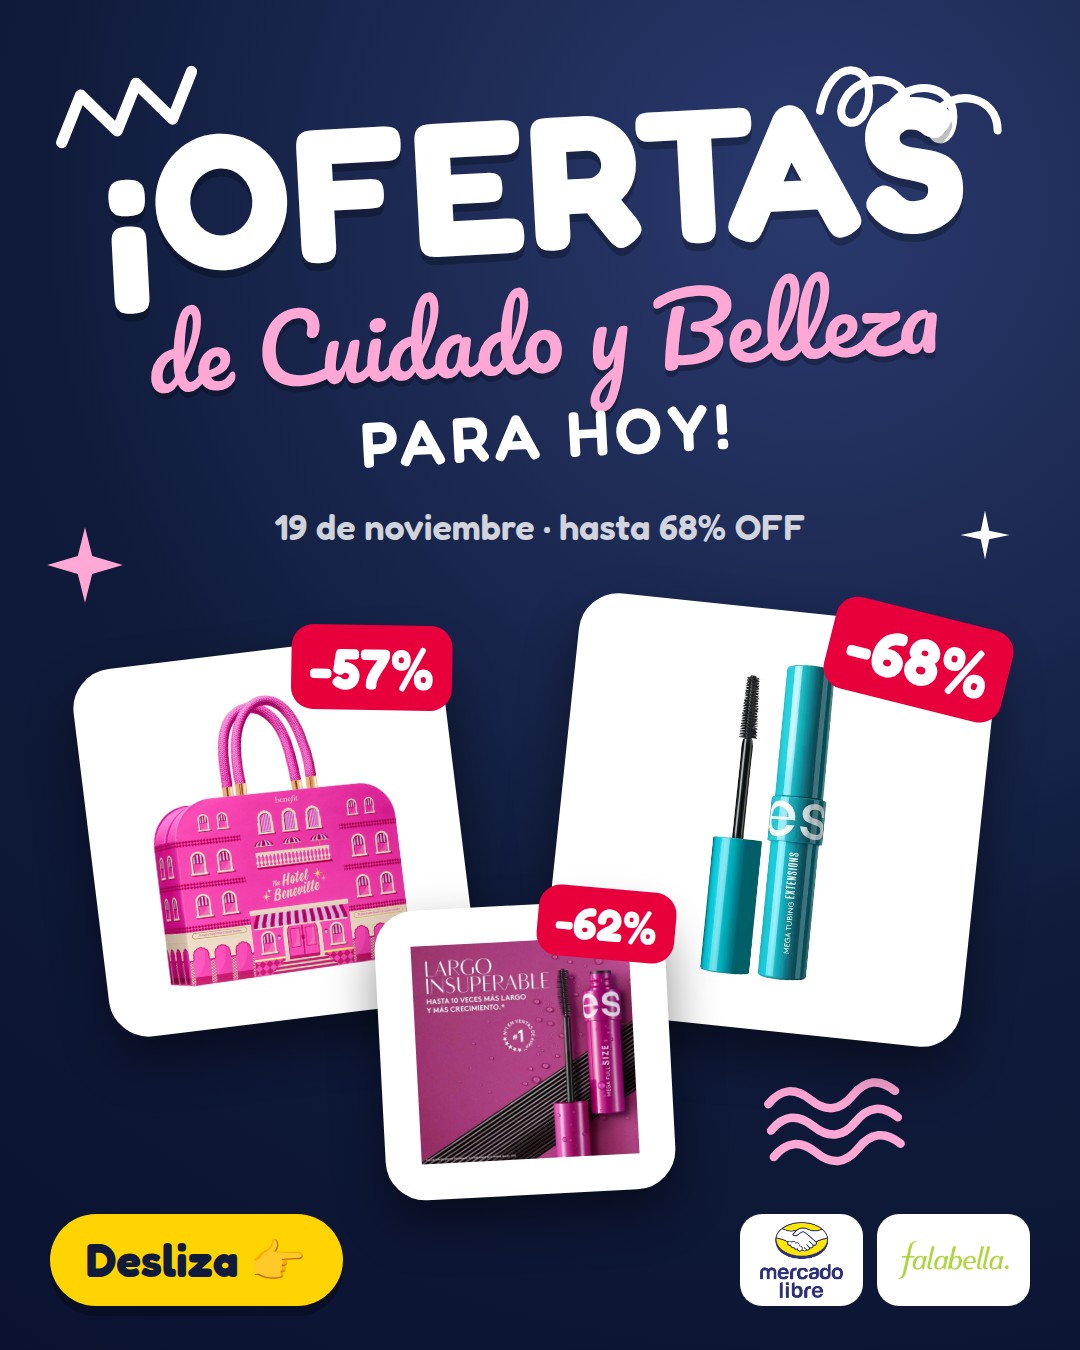 ¡OFERTAS
de Cuidado y Belleza
PARA HOY!
19 de noviembre · hasta 68% OFF
-57%
-68%
benefit
The Hotel
Beneville
es
MEGA TUBING EXTENSIONS
-62%
LARGO
INSUPERABLE
HASTA 10 VECES MÁS LARGO
Y MÁS CRECIMIENTO.*
#1
es
MEGA FULL SIZE
Desliza 👉
mercado
libre
falabella.